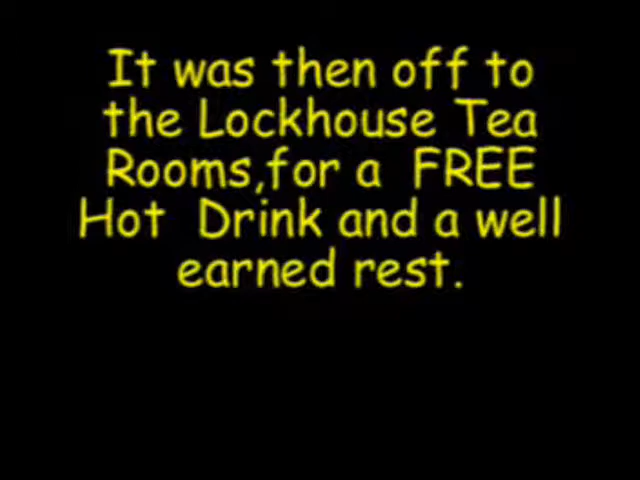 It was then off to
the Lockhouse Tea
Rooms,for a  FREE
Hot  Drink and a well
earned rest.